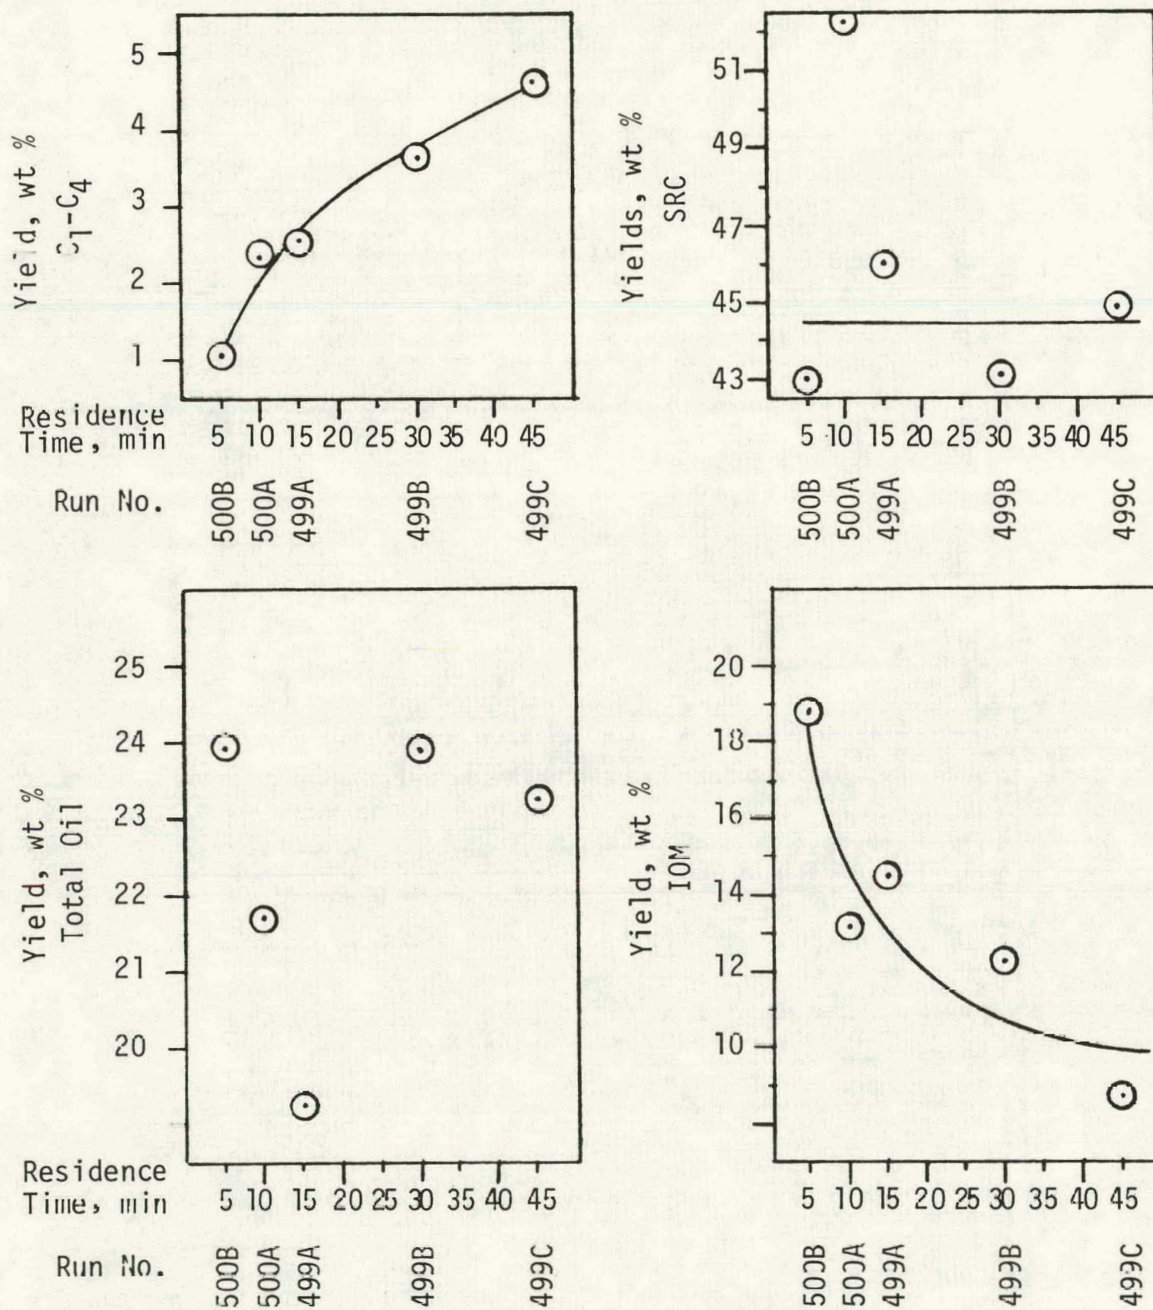 Yield, wt %
C1-C4
5
4
3
2
1
Residence
Time, min
5 10 15 20 25 30 35 40 45
Run No.
500B
500A
499A
499B
499C
Yields, wt %
SRC
51
49
47
45
43
5 10 15 20 25 30 35 40 45
500B
500A
499A
499B
499C
Yield, wt %
Total Oil
25
24
23
22
21
20
Residence
Time, min
5 10 15 20 25 30 35 40 45
Run No.
500B
500A
499A
499B
499C
Yield, wt %
IOM
20
18
16
14
12
10
5 10 15 20 25 30 35 40 45
500B
500A
499A
499B
499C